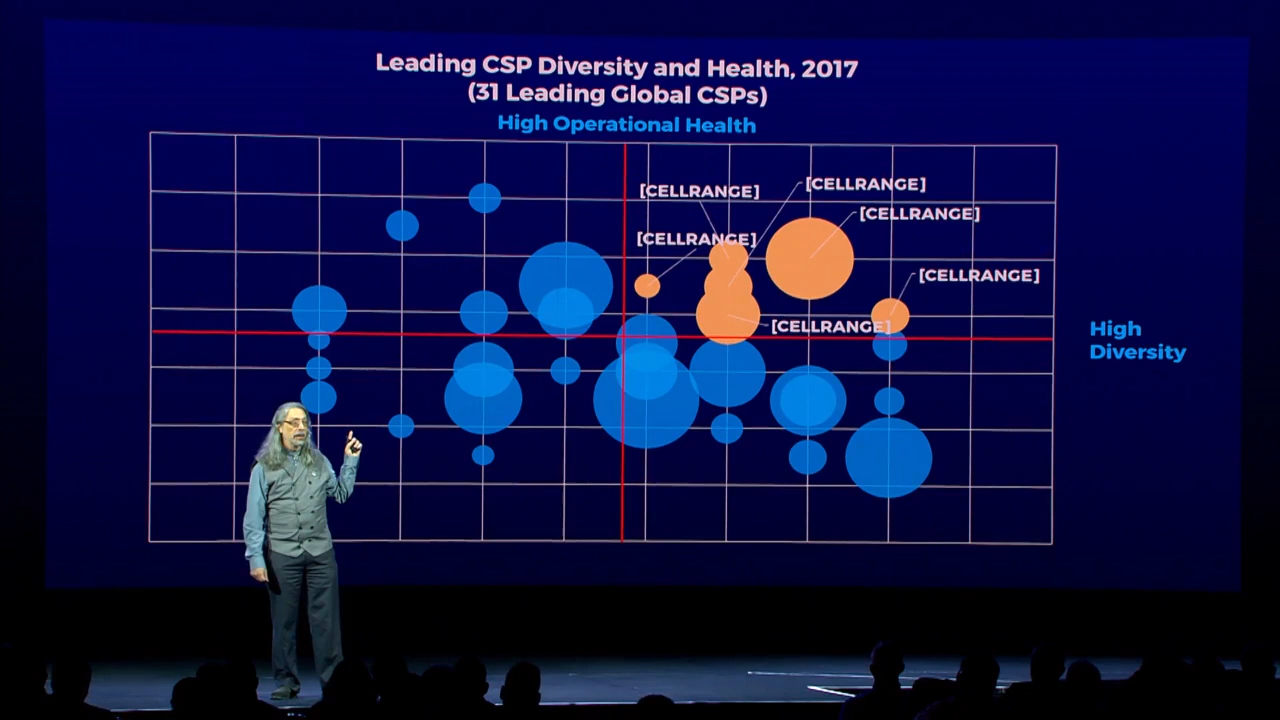 Leading CSP Diversity and Health, 2017
(31 Leading Global CSPs)
High Operational Health
[CELLRANGE]
[CELLRANGE]
[CELLRANGE]
[CELLRANGE]
[CELLRANGE]
[CELLRANGE]
High
Diversity